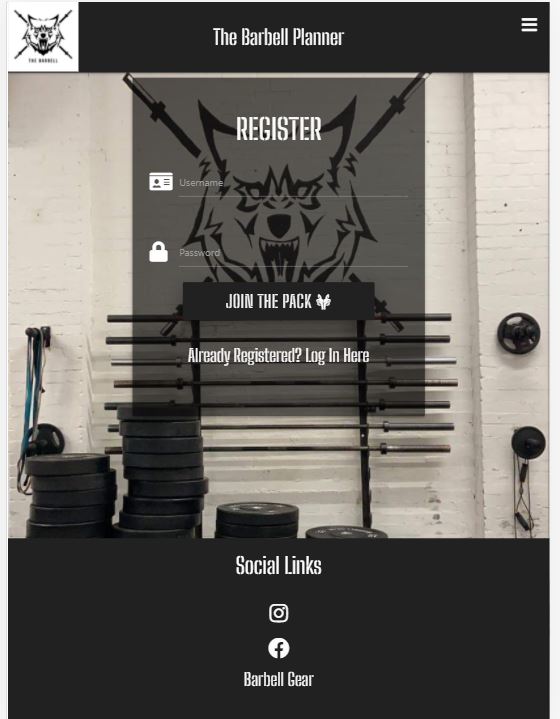 THE BARBELL
The Barbell Planner
REGISTER
Username
Password
JOIN THE PACK
Already Registered? Log In Here
Social Links
Barbell Gear